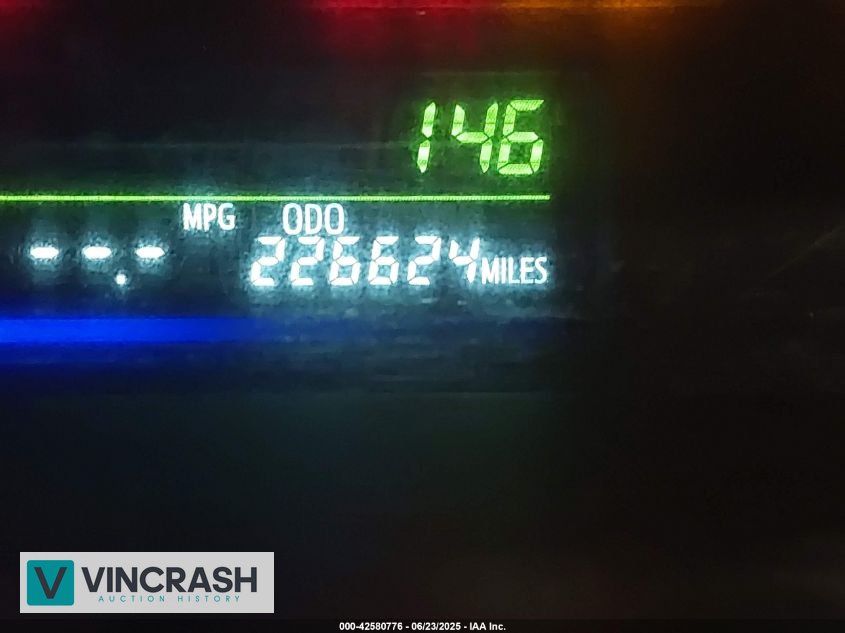 146
MPG ODO
--.- 226624 MILES
VINCRASH
AUCTION HISTORY
000-42580776 - 06/23/2025 - IAA Inc.